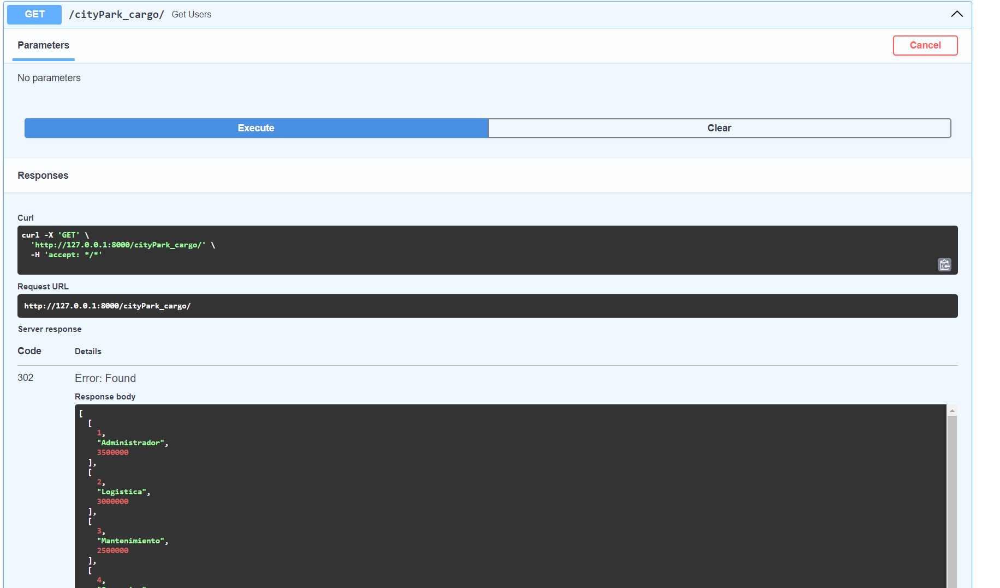 GET /cityPark_cargo/ Get Users
Parameters
Cancel
No parameters
Execute
Clear
Responses
Curl
curl -X 'GET' \
  'http://127.0.0.1:8000/cityPark_cargo/' \
  -H 'accept: */*'
Request URL
http://127.0.0.1:8000/cityPark_cargo/
Server response
Code Details
302 Error: Found
Response body
[
  [
    1,
    "Administrador",
    3500000
  ],
  [
    2,
    "Logistica",
    3000000
  ],
  [
    3,
    "Mantenimiento",
    2500000
  ],
  [
    4,